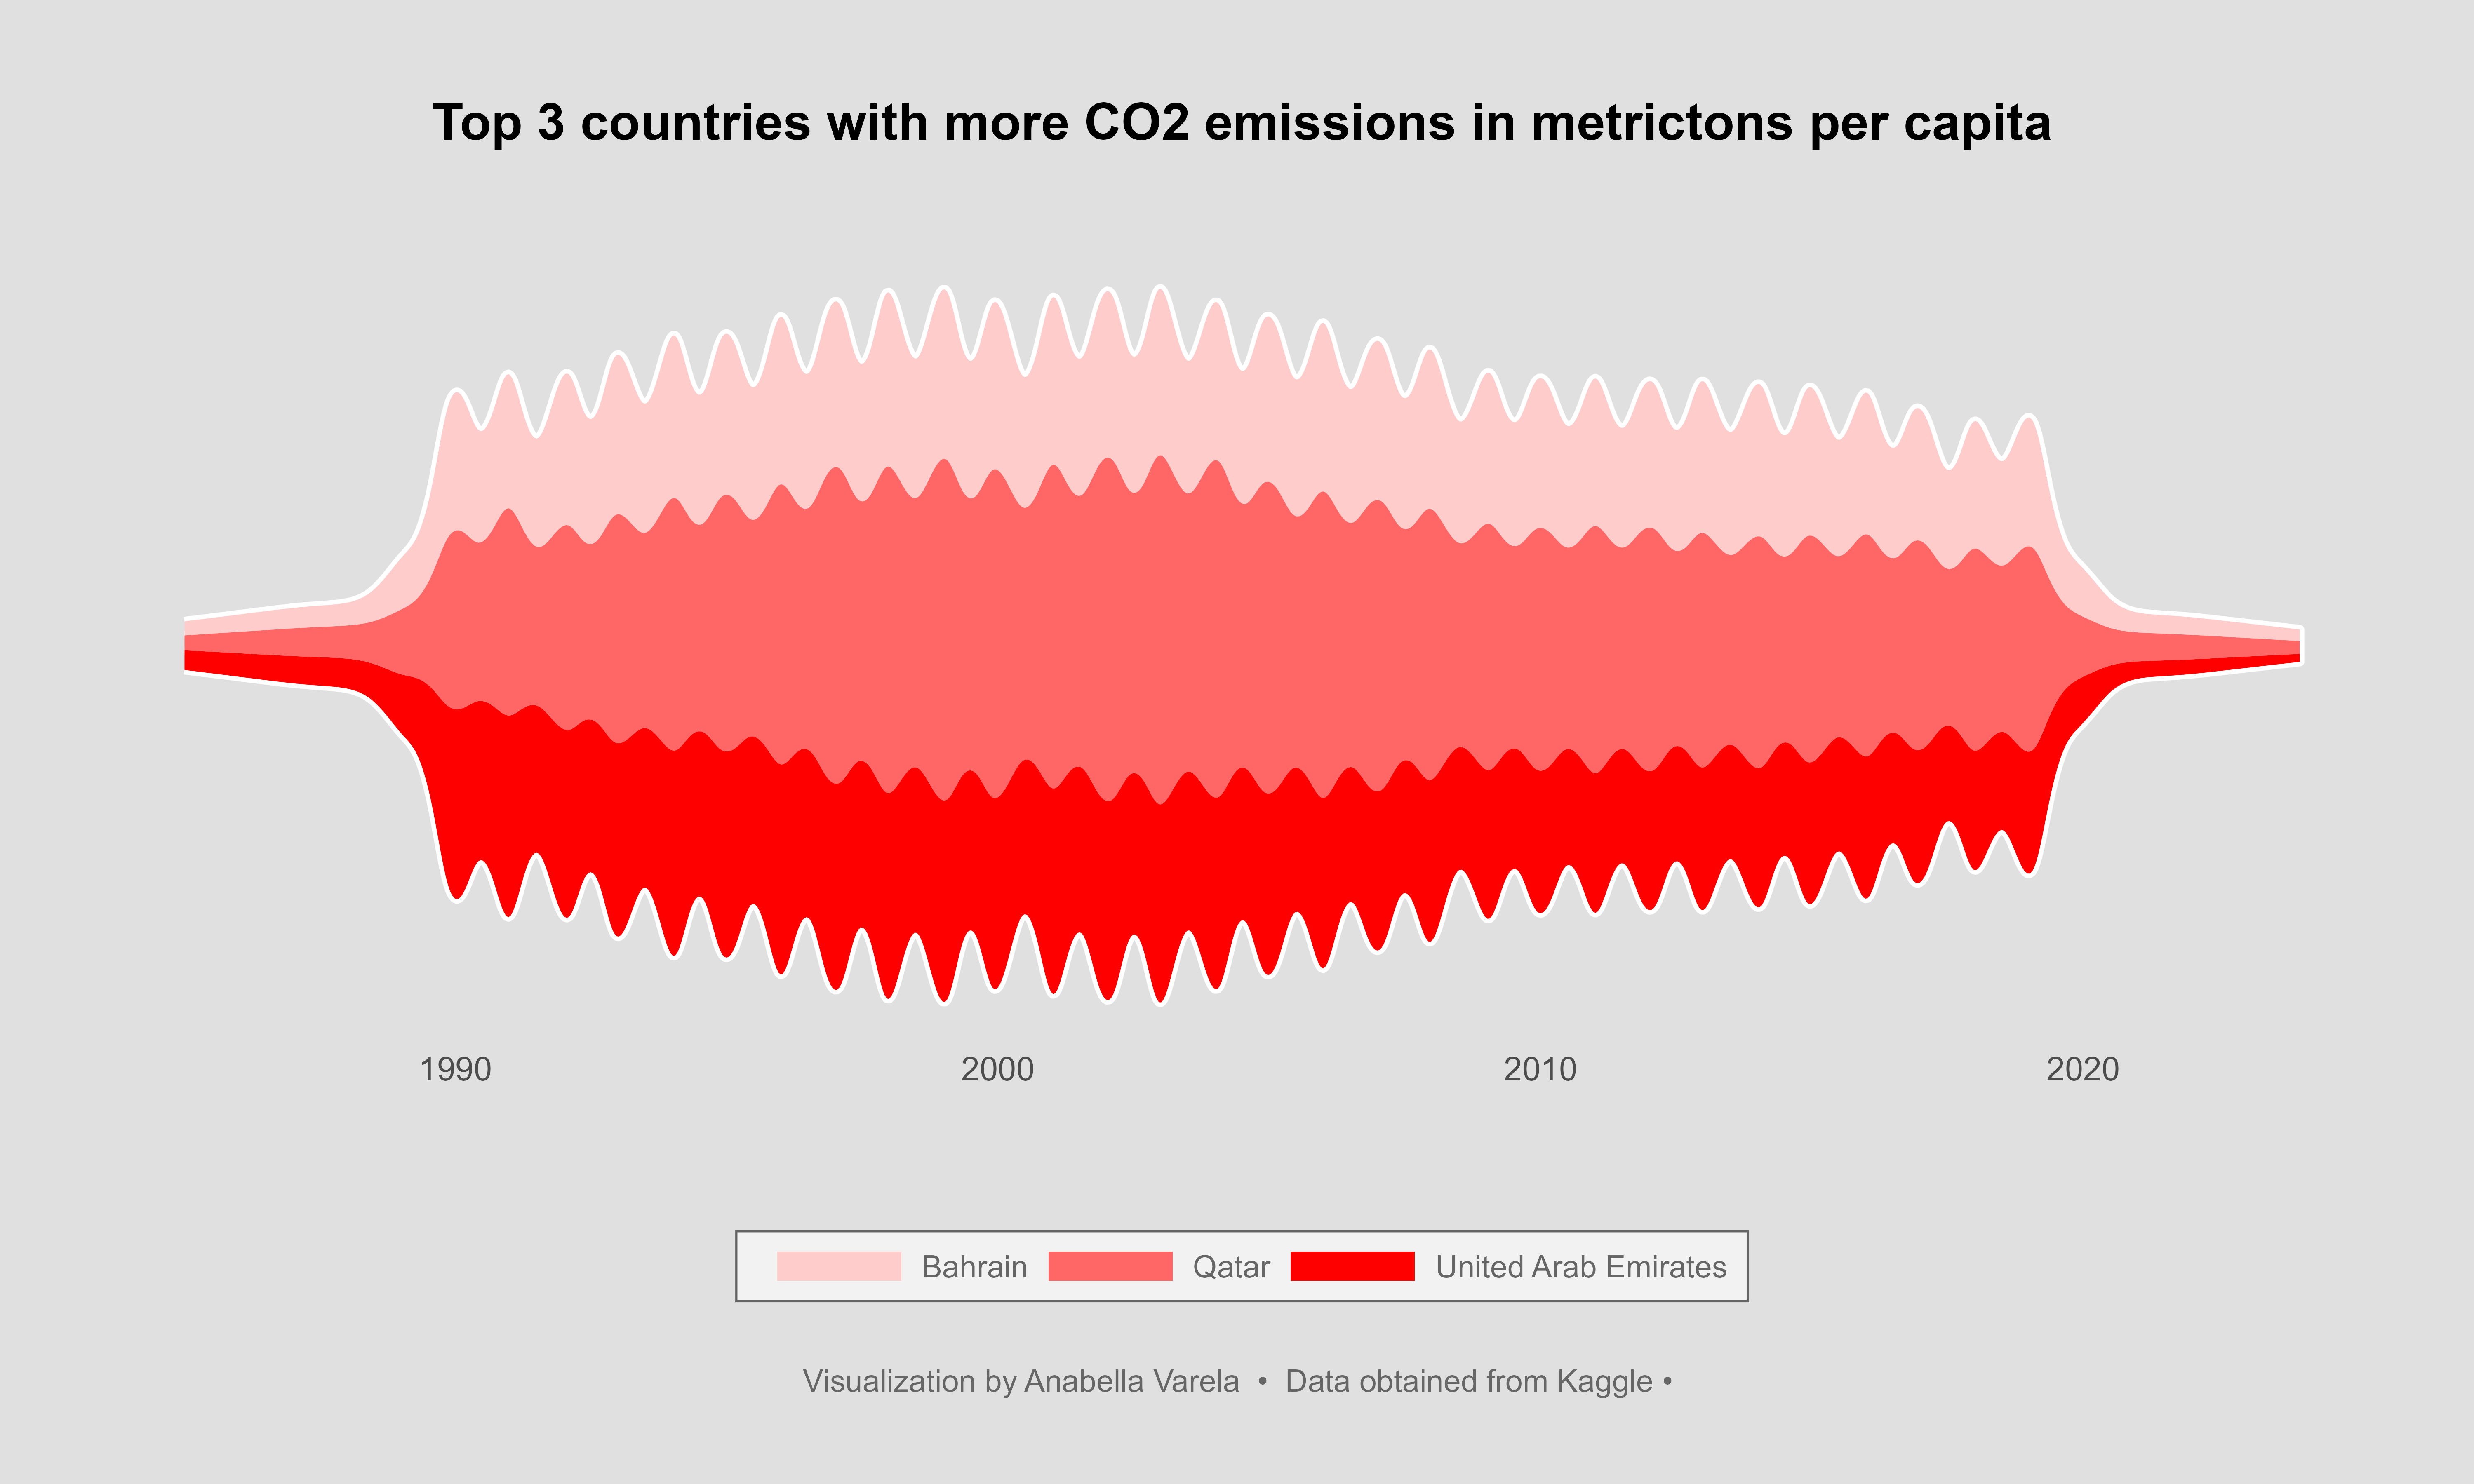 Top 3 countries with more CO2 emissions in metrictons per capita
1990 2000 2010 2020
Bahrain Qatar United Arab Emirates
Visualization by Anabella Varela • Data obtained from Kaggle •